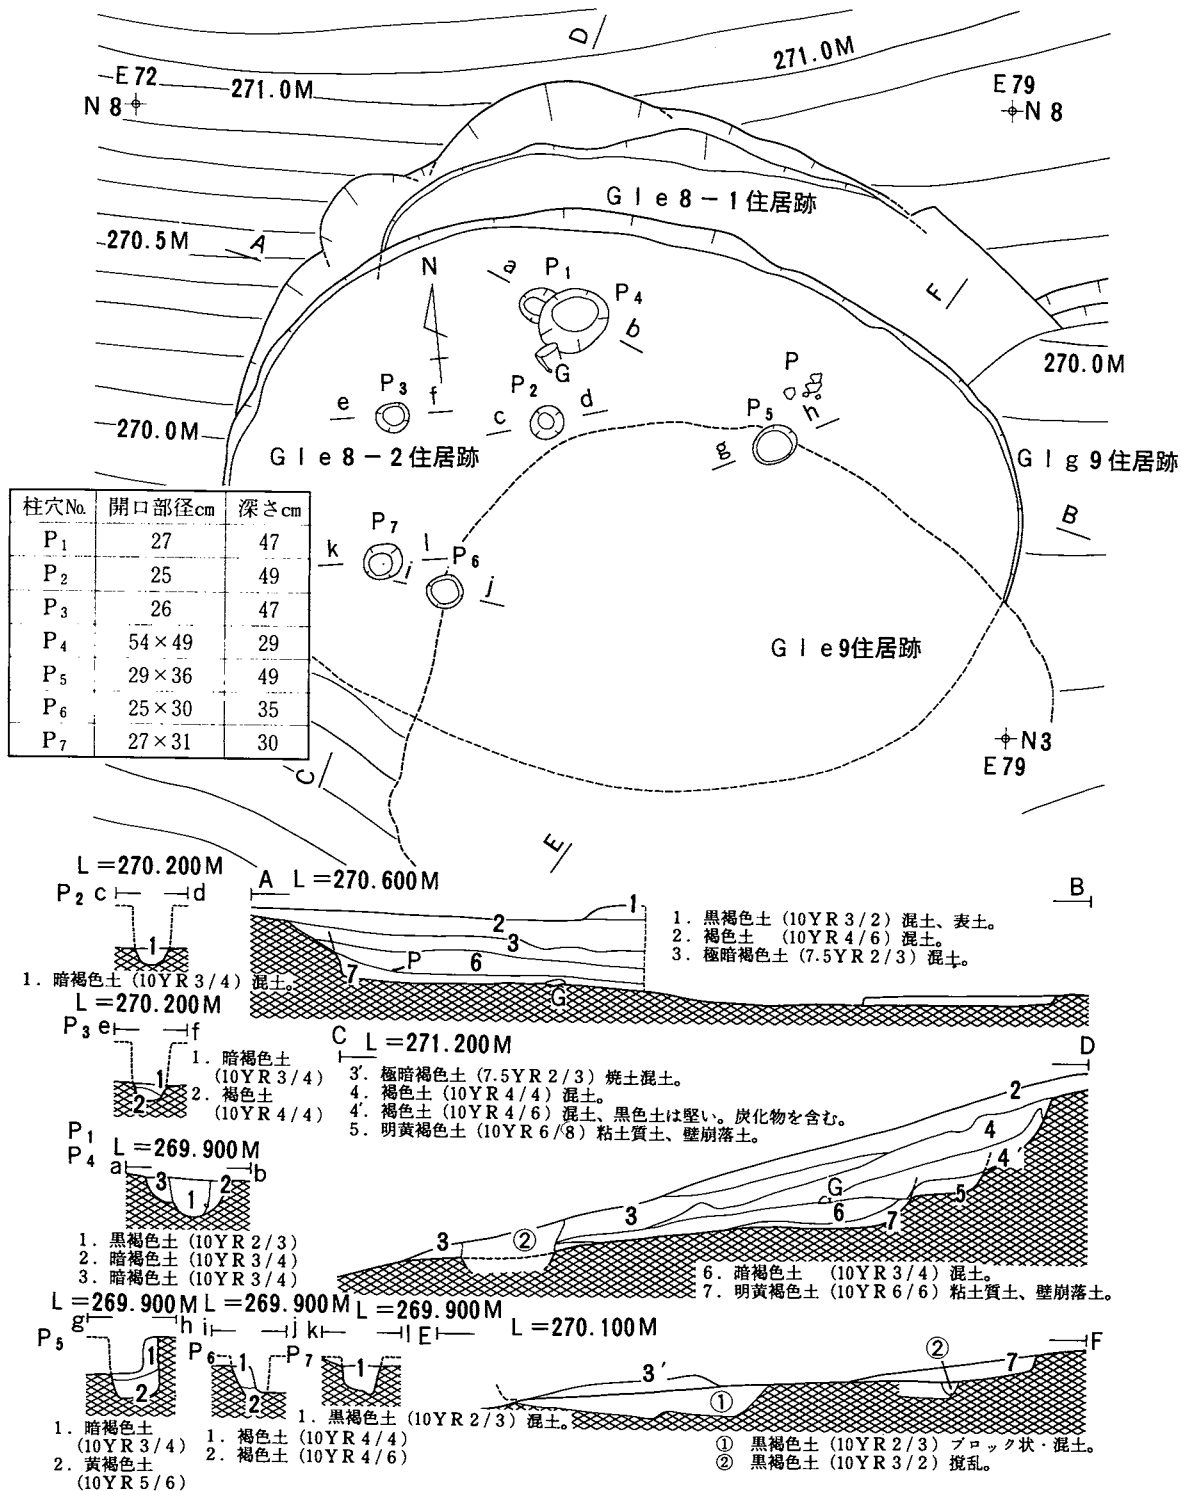 D
271.0M
E72
271.0M
E79
N8
N8
GⅠe8-1住居跡
270.5M
A
N
a
P1
P4
F
b
G
270.0M
P
P3
f
P2
d
h
e
c
P5
g
270.0M
GⅠe8-2住居跡
GⅠg9住居跡
B
柱穴No. 開口部径cm 深さcm
P1 27 47
P2 25 49
P3 26 47
P4 54×49 29
P5 29×36 49
P6 25×30 35
P7 27×31 30
P7
k
l
P6
i
j
GⅠe9住居跡
N3
E79
C
E
L=270.200M
P2 c d
1
1. 暗褐色土(10YR3/4)混土。
A L=270.600M
B
1
2
3
P
6
7
G
1. 黒褐色土(10YR3/2)混土、表土。
2. 褐色土 (10YR4/6)混土。
3. 極暗褐色土(7.5YR2/3)混土。
L=270.200M
P3 e f
1
2
1. 暗褐色土
(10YR3/4)
2. 褐色土
(10YR4/4)
C L=271.200M
D
3′. 極暗褐色土(7.5YR2/3)焼土混土。
4. 褐色土(10YR4/4)混土。
4′. 褐色土(10YR4/6)混土、黒色土は堅い。炭化物を含む。
5. 明黄褐色土(10YR6/8)粘土質土、壁崩落土。
2
4
4′
G
5
3
6
7
3
②
6. 暗褐色土 (10YR3/4)混土。
7. 明黄褐色土(10YR6/6)粘土質土、壁崩落土。
P1
P4
L=269.900M
a b
3 1 2
1. 黒褐色土(10YR2/3)
2. 暗褐色土(10YR3/4)
3. 暗褐色土(10YR3/4)
L=269.900M
g h
P5
1
2
1. 暗褐色土
(10YR3/4)
2. 黄褐色土
(10YR5/6)
L=269.900M
i j
P6
1
2
1. 褐色土(10YR4/4)
2. 褐色土(10YR4/6)
L=269.900M
k l
P7
1
1. 黒褐色土(10YR2/3)混土。
E L=270.100M
F
3′
①
②
7
① 黒褐色土(10YR2/3)ブロック状・混土。
② 黒褐色土(10YR3/2)撹乱。